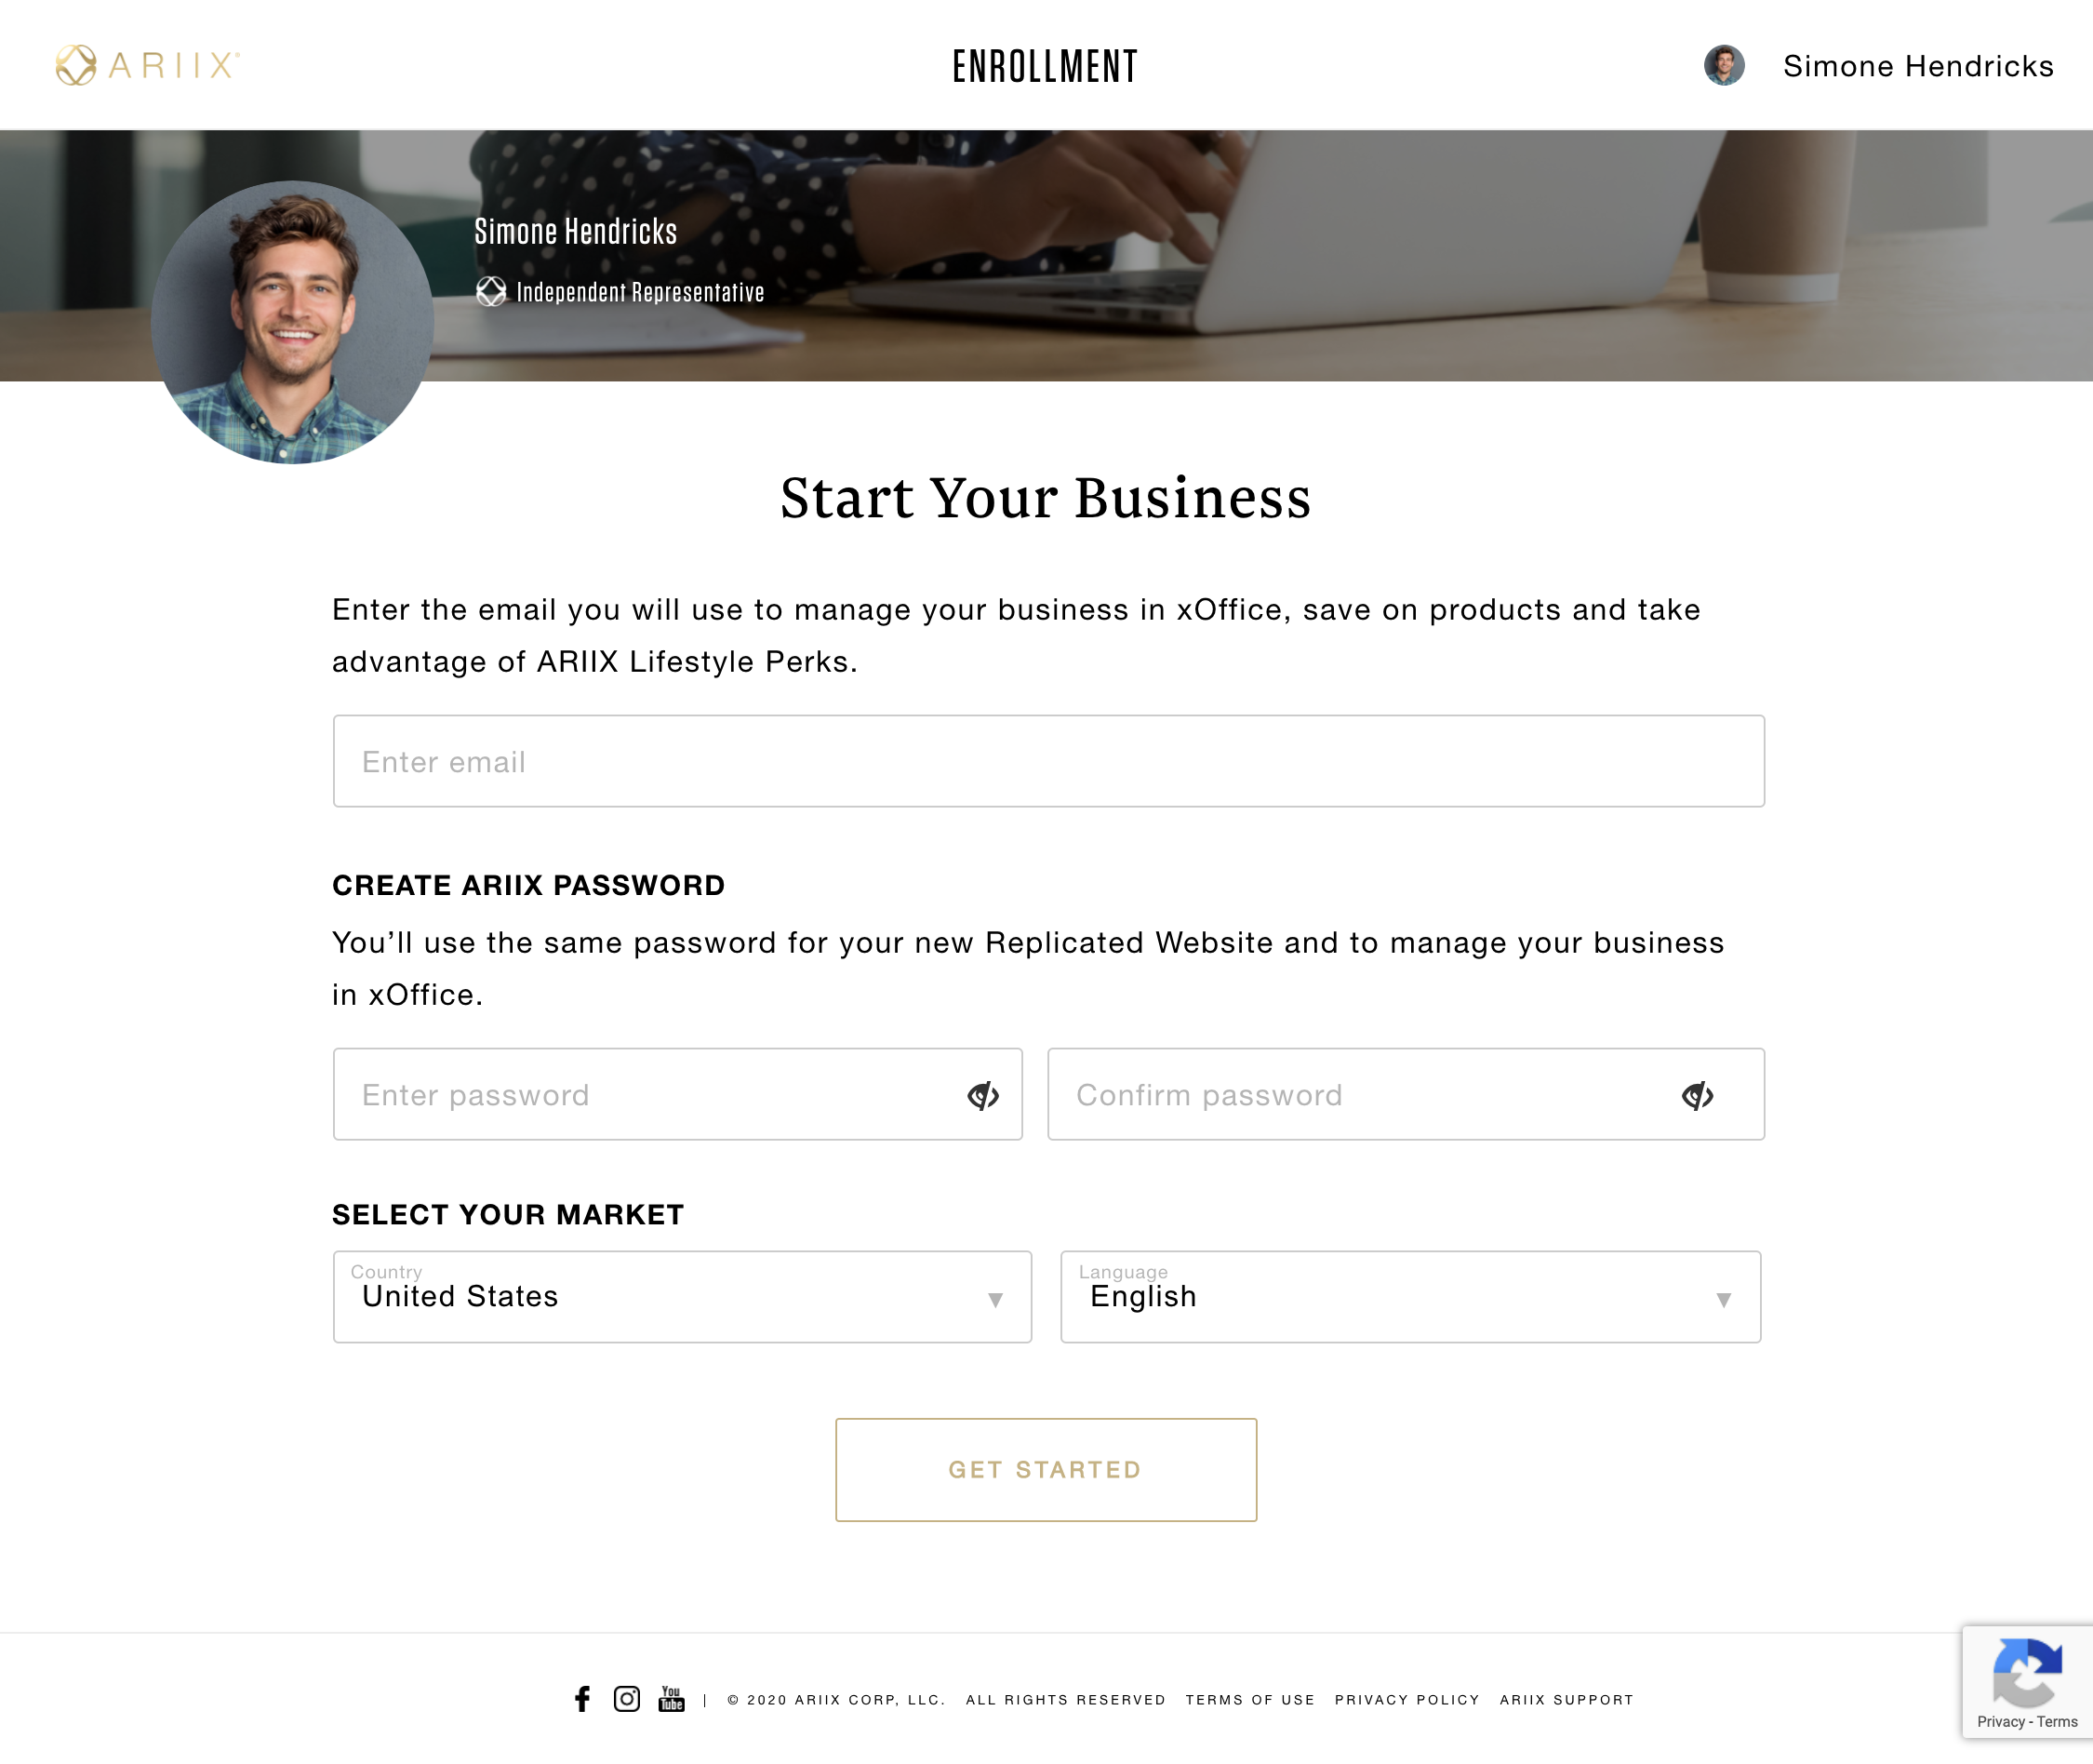 ARIIX®
ENROLLMENT
Simone Hendricks
Simone Hendricks
Independent Representative
Start Your Business
Enter the email you will use to manage your business in xOffice, save on products and take
advantage of ARIIX Lifestyle Perks.
Enter email
CREATE ARIIX PASSWORD
You’ll use the same password for your new Replicated Website and to manage your business
in xOffice.
Enter password
Confirm password
SELECT YOUR MARKET
Country
United States
Language
English
GET STARTED
You Tube | © 2020 ARIIX CORP, LLC. ALL RIGHTS RESERVED TERMS OF USE PRIVACY POLICY ARIIX SUPPORT
Privacy - Terms